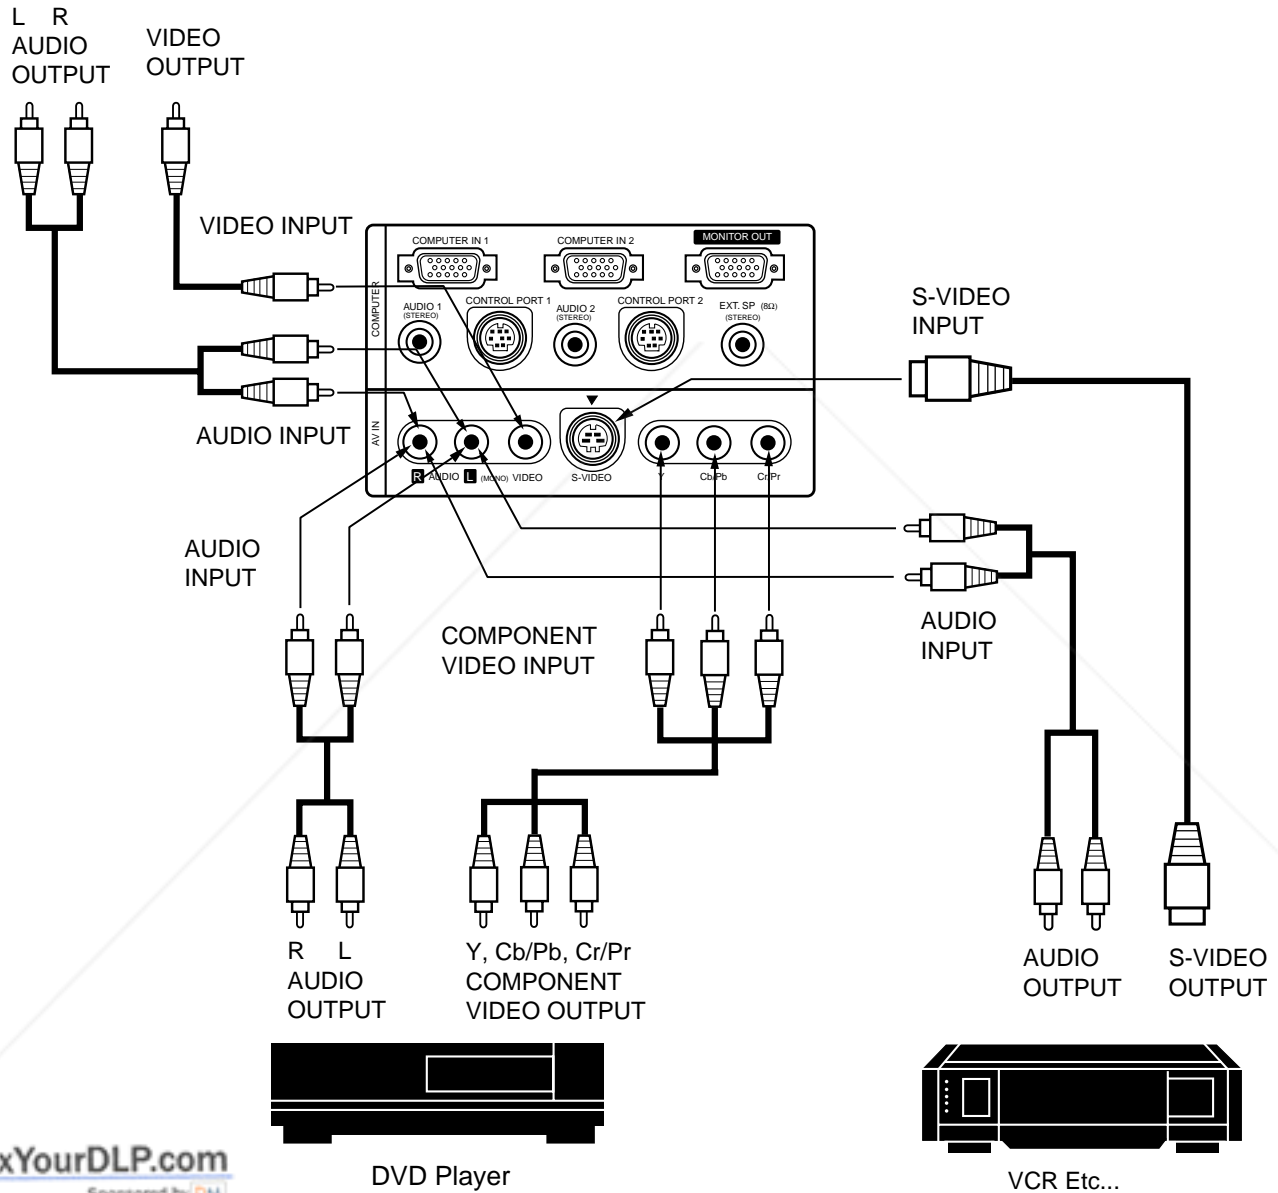 L R
AUDIO
OUTPUT
VIDEO
OUTPUT
VIDEO INPUT
AUDIO INPUT
COMPUTER
COMPUTER IN 1
COMPUTER IN 2
MONITOR OUT
AUDIO 1
(STEREO)
CONTROL PORT 1
AUDIO 2
(STEREO)
CONTROL PORT 2
EXT. SP (8Ω)
(STEREO)
AV IN
R AUDIO L (MONO) VIDEO
S-VIDEO
Y
Cb/Pb
Cr/Pr
S-VIDEO
INPUT
AUDIO
INPUT
COMPONENT
VIDEO INPUT
AUDIO
INPUT
R L
AUDIO
OUTPUT
Y, Cb/Pb, Cr/Pr
COMPONENT
VIDEO OUTPUT
AUDIO
OUTPUT
S-VIDEO
OUTPUT
DVD Player
VCR Etc...
xYourDLP.com